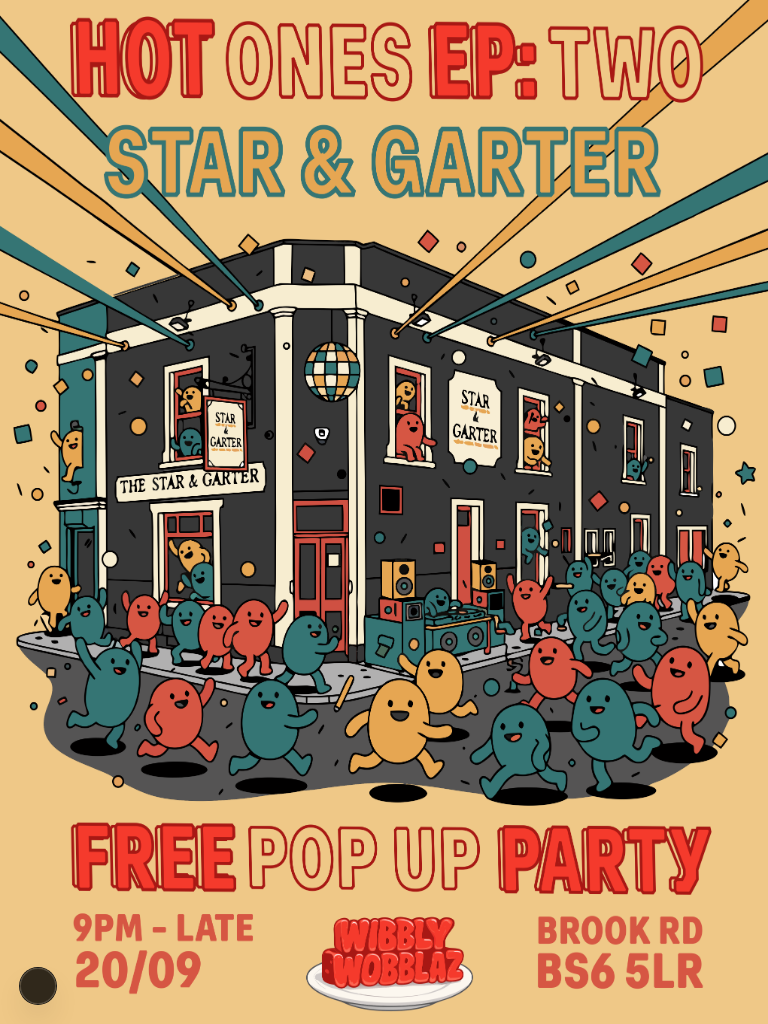 HOT ONES EP: TWO
STAR & GARTER
STAR
&
GARTER
STAR
&
GARTER
THE STAR & GARTER
FREE POP UP PARTY
9PM - LATE
20/09
WIBBLY
WOBBLAZ
BROOK RD
BS6 5LR